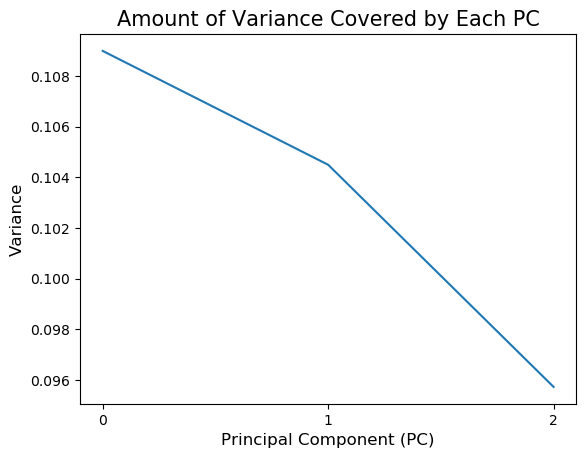 Amount of Variance Covered by Each PC
0.108
0.106
0.104
0.102
0.100
0.098
0.096
Variance
0 1 2
Principal Component (PC)